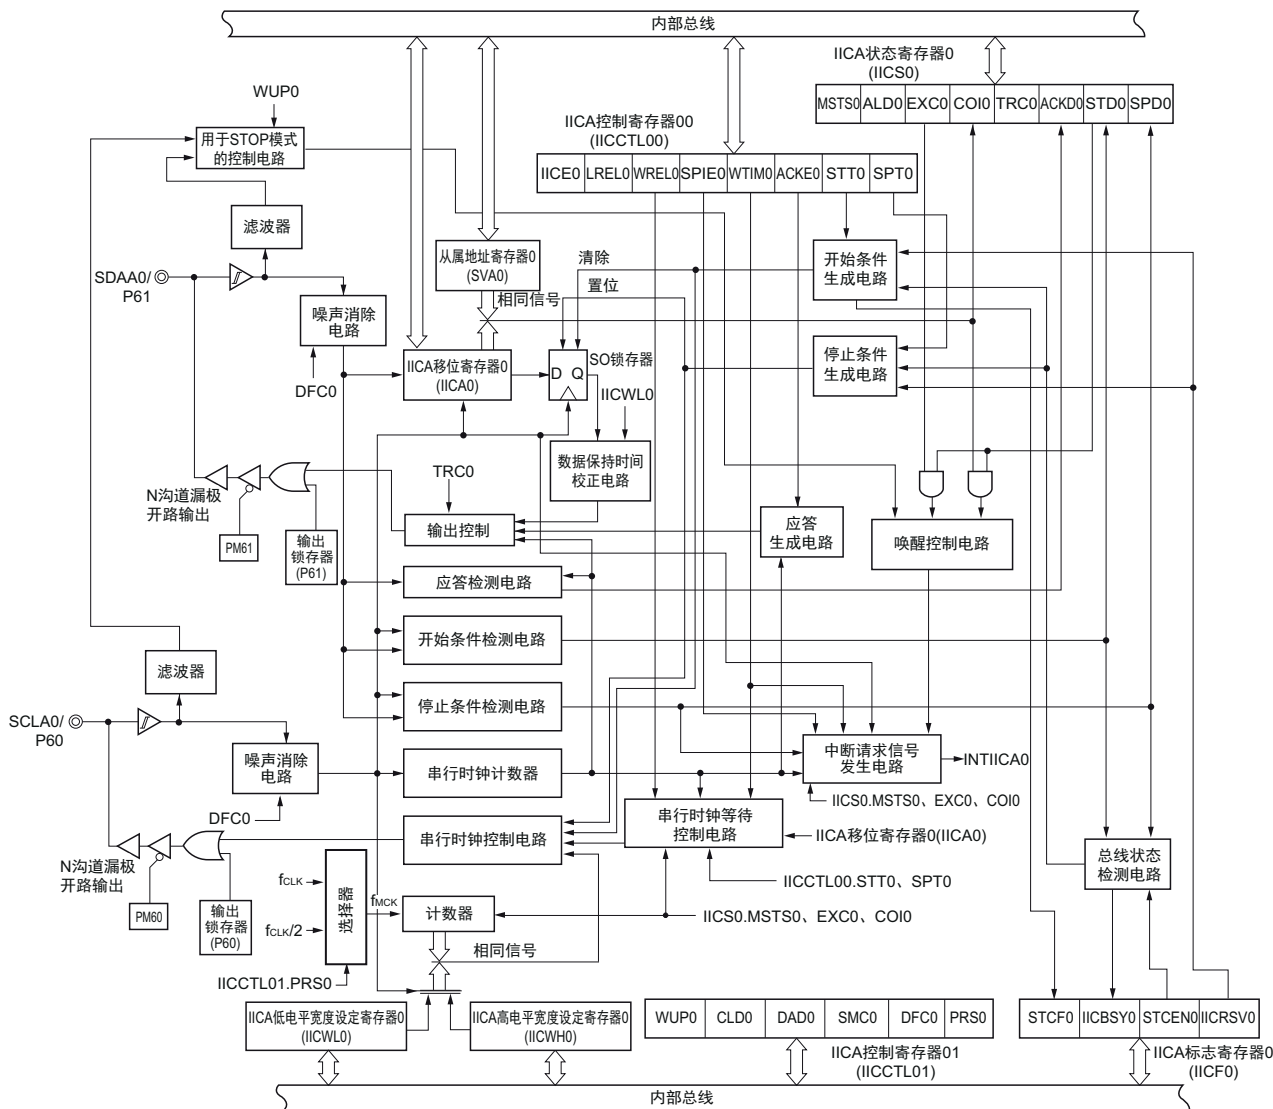 内部总线
IICA状态寄存器0
(IICS0)
MSTS0 ALD0 EXC0 COI0 TRC0 ACKD0 STD0 SPD0
WUP0
用于STOP模式
的控制电路
IICA控制寄存器00
(IICCTL00)
IICE0 LREL0 WREL0 SPIE0 WTIM0 ACKE0 STT0 SPT0
滤波器
从属地址寄存器0
(SVA0)
清除
开始条件
生成电路
SDAA0/
P61
置位
相同信号
噪声消除
电路
停止条件
生成电路
IICA移位寄存器0
(IICA0)
SO锁存器
D Q
DFC0
IICWL0
数据保持时间
校正电路
TRC0
N沟道漏极
开路输出
PM61
输出
锁存器
(P61)
输出控制
应答
生成电路
唤醒控制电路
应答检测电路
开始条件检测电路
滤波器
停止条件检测电路
SCLA0/
P60
噪声消除
电路
串行时钟计数器
中断请求信号
发生电路
INTIICA0
IICS0.MSTS0、EXC0、COI0
DFC0
串行时钟控制电路
串行时钟等待
控制电路
IICA移位寄存器0(IICA0)
总线状态
检测电路
N沟道漏极
开路输出
PM60
输出
锁存器
(P60)
fCLK
fCLK/2
选择器
fMCK
计数器
IICCTL00.STT0、SPT0
IICS0.MSTS0、EXC0、COI0
相同信号
IICCTL01.PRS0
IICA低电平宽度设定寄存器0
(IICWL0)
IICA高电平宽度设定寄存器0
(IICWH0)
WUP0 CLD0 DAD0 SMC0 DFC0 PRS0
STCF0 IICBSY0 STCEN0 IICRSV0
IICA控制寄存器01
(IICCTL01)
IICA标志寄存器0
(IICF0)
内部总线